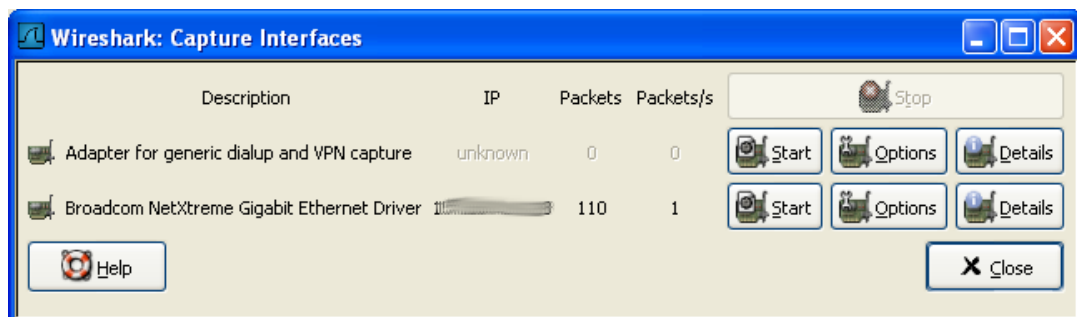 Wireshark: Capture Interfaces
Description IP Packets Packets/s Stop
Adapter for generic dialup and VPN capture unknown 0 0 Start Options Details
Broadcom NetXtreme Gigabit Ethernet Driver 110 1 Start Options Details
Help Close